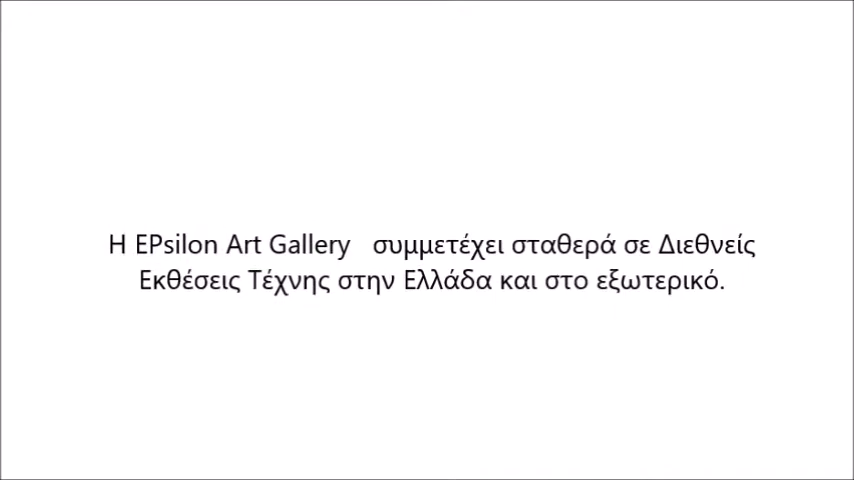 Η EPsilon Art Gallery συμμετέχει σταθερά σε Διεθνείς
Εκθέσεις Τέχνης στην Ελλάδα και στο εξωτερικό.